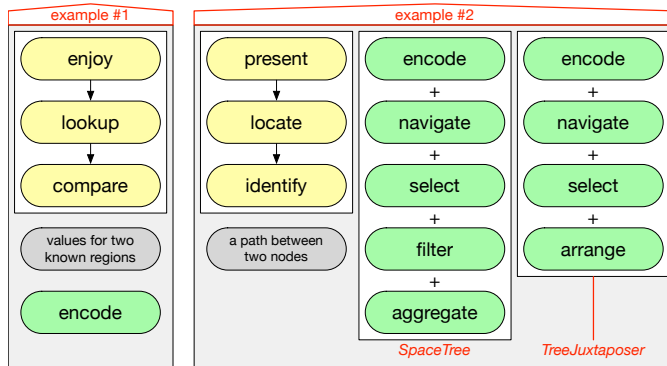 example #1
enjoy
lookup
compare
values for two
known regions
encode
example #2
present
locate
identify
a path between
two nodes
encode
+
navigate
+
select
+
filter
+
aggregate
SpaceTree
encode
+
navigate
+
select
+
arrange
TreeJuxtaposer